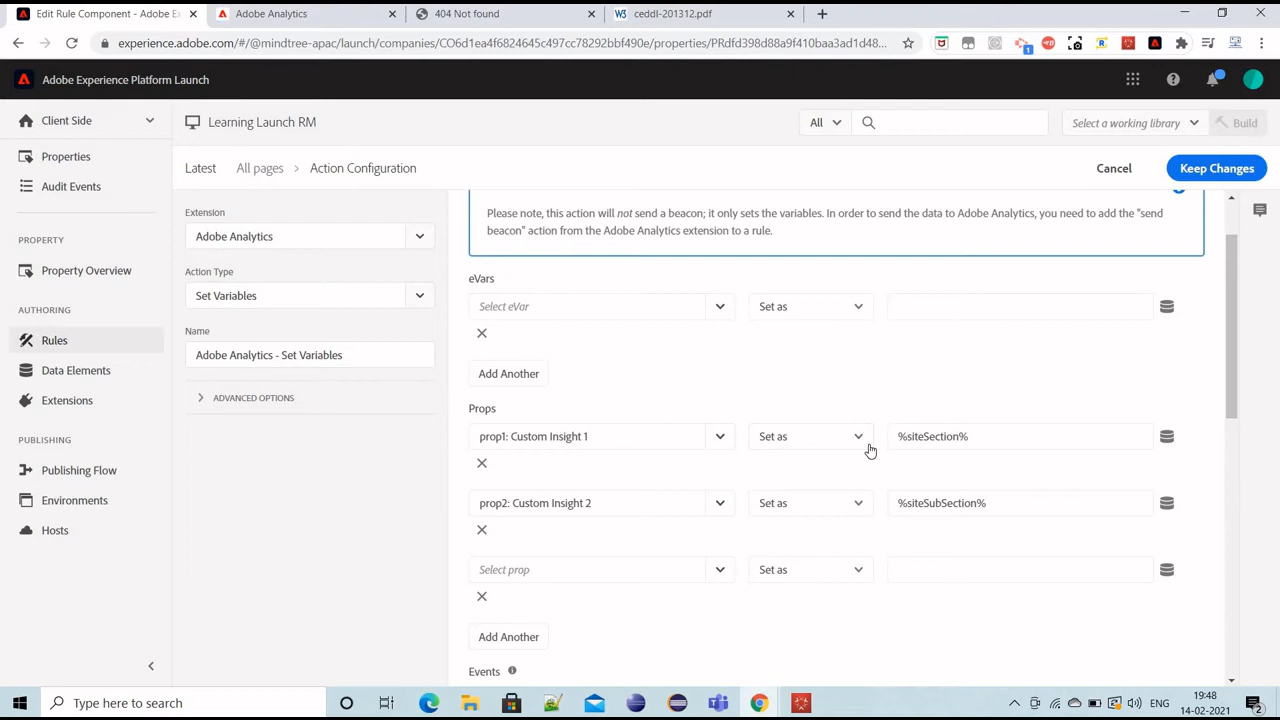 Edit Rule Component - Adobe Ex
Adobe Analytics
404 Not found
ceddl-201312.pdf
experience.adobe.com/#/@mindtree-apac/launch/companies/CO6d1ea4f6824645c497cc78292bbf490e/properties/PRdfd398d88a9f410baa3ad1d48...
Adobe Experience Platform Launch
Client Side
Learning Launch RM
All
Select a working library
Build
Properties
Audit Events
Latest
All pages
Action Configuration
Cancel
Keep Changes
PROPERTY
Property Overview
AUTHORING
Rules
Data Elements
Extensions
PUBLISHING
Publishing Flow
Environments
Hosts
Extension
Adobe Analytics
Action Type
Set Variables
Name
Adobe Analytics - Set Variables
ADVANCED OPTIONS
Please note, this action will not send a beacon; it only sets the variables. In order to send the data to Adobe Analytics, you need to add the "send
beacon" action from the Adobe Analytics extension to a rule.
eVars
Select eVar
Set as
Add Another
Props
prop1: Custom Insight 1
Set as
%siteSection%
prop2: Custom Insight 2
Set as
%siteSubSection%
Select prop
Set as
Add Another
Events
Type here to search
ENG
19:48
14-02-2021